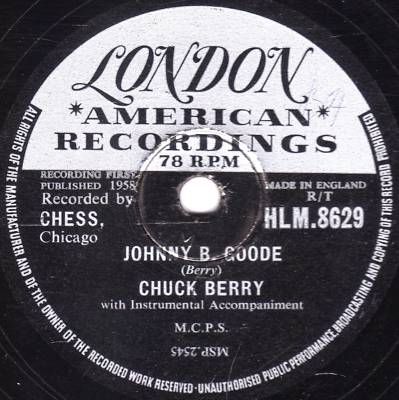 LONDON
*AMERICAN*
RECORDINGS
78 RPM
RECORDING FIRST
PUBLISHED 1958
Recorded by
CHESS,
Chicago
MADE IN ENGLAND
R/T
HLM.8629
JOHNNY B. GOODE
(Berry)
CHUCK BERRY
with Instrumental Accompaniment
M.C.P.S.
MSP.2545
ALL RIGHTS OF THE MANUFACTURER AND OF THE OWNER OF THE RECORDED WORK RESERVED-UNAUTHORISED PUBLIC PERFORMANCE, BROADCASTING AND COPYING OF THIS RECORD PROHIBITED